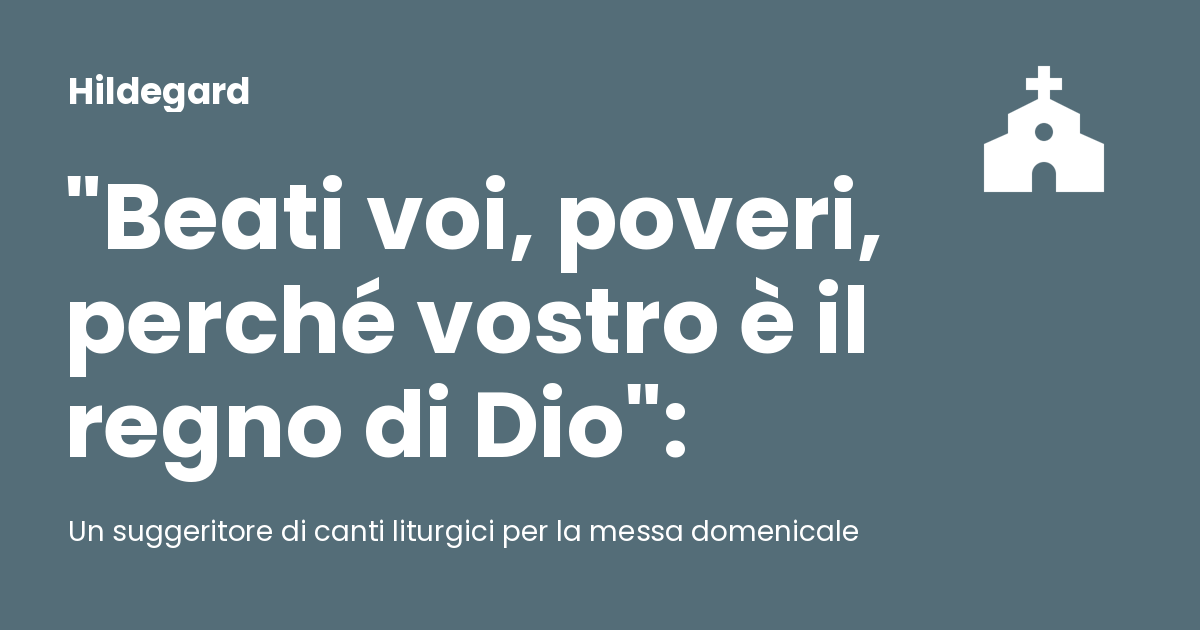 Hildegard
"Beati voi, poveri,
perché vostro è il
regno di Dio":
Un suggeritore di canti liturgici per la messa domenicale